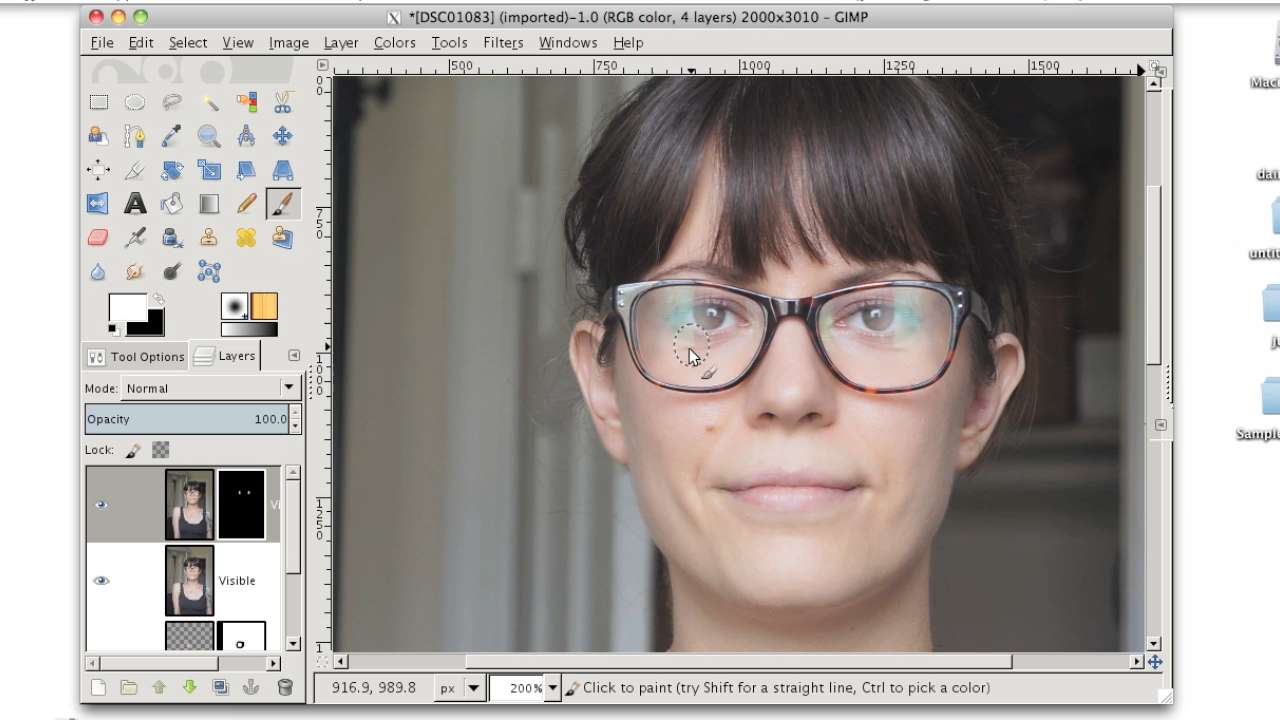 *[DSC01083] (imported)-1.0 (RGB color, 4 layers) 2000x3010 – GIMP
File Edit Select View Image Layer Colors Tools Filters Windows Help
500 750 1000 1250 1500
Tool Options Layers
Mode: Normal
Opacity 100.0
Lock:
Visible
916.9, 989.8 px 200% Click to paint (try Shift for a straight line, Ctrl to pick a color)
Sample